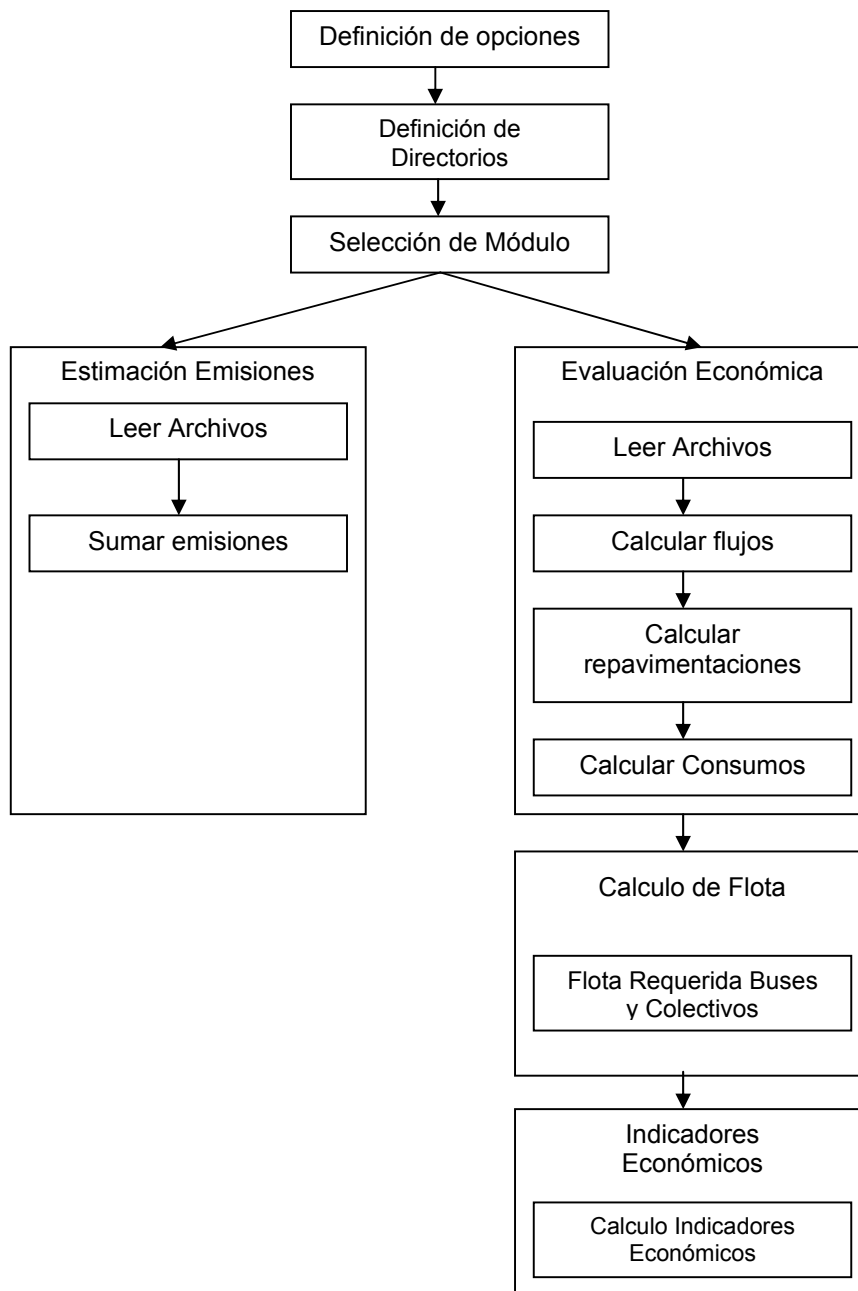 Definición de opciones
Definición de
Directorios
Selección de Módulo
Estimación Emisiones
Leer Archivos
Sumar emisiones
Evaluación Económica
Leer Archivos
Calcular flujos
Calcular
repavimentaciones
Calcular Consumos
Calculo de Flota
Flota Requerida Buses
y Colectivos
Indicadores
Económicos
Calculo Indicadores
Económicos